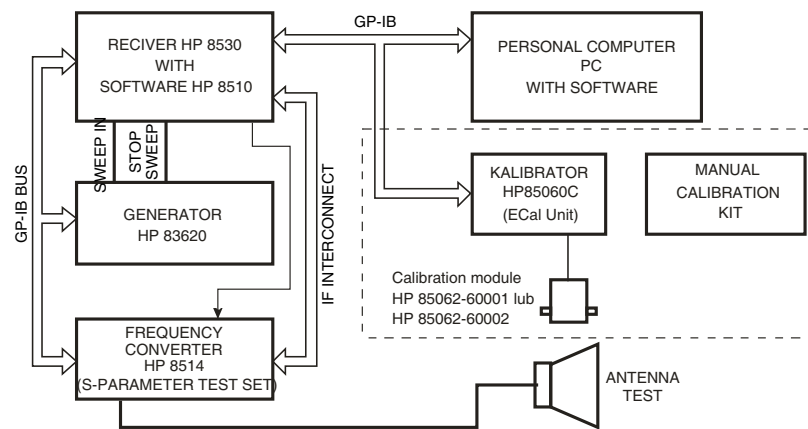 RECIVER HP 8530
WITH
SOFTWARE HP 8510
GP-IB
PERSONAL COMPUTER
PC
WITH SOFTWARE
GP-IB BUS
SWEEP IN
STOP
SWEEP
IF INTERCONNECT
GENERATOR
HP 83620
KALIBRATOR
HP85060C
(ECal Unit)
MANUAL
CALIBRATION
KIT
Calibration module
HP 85062-60001 lub
HP 85062-60002
FREQUENCY
CONVERTER
HP 8514
(S-PARAMETER TEST SET)
ANTENNA
TEST